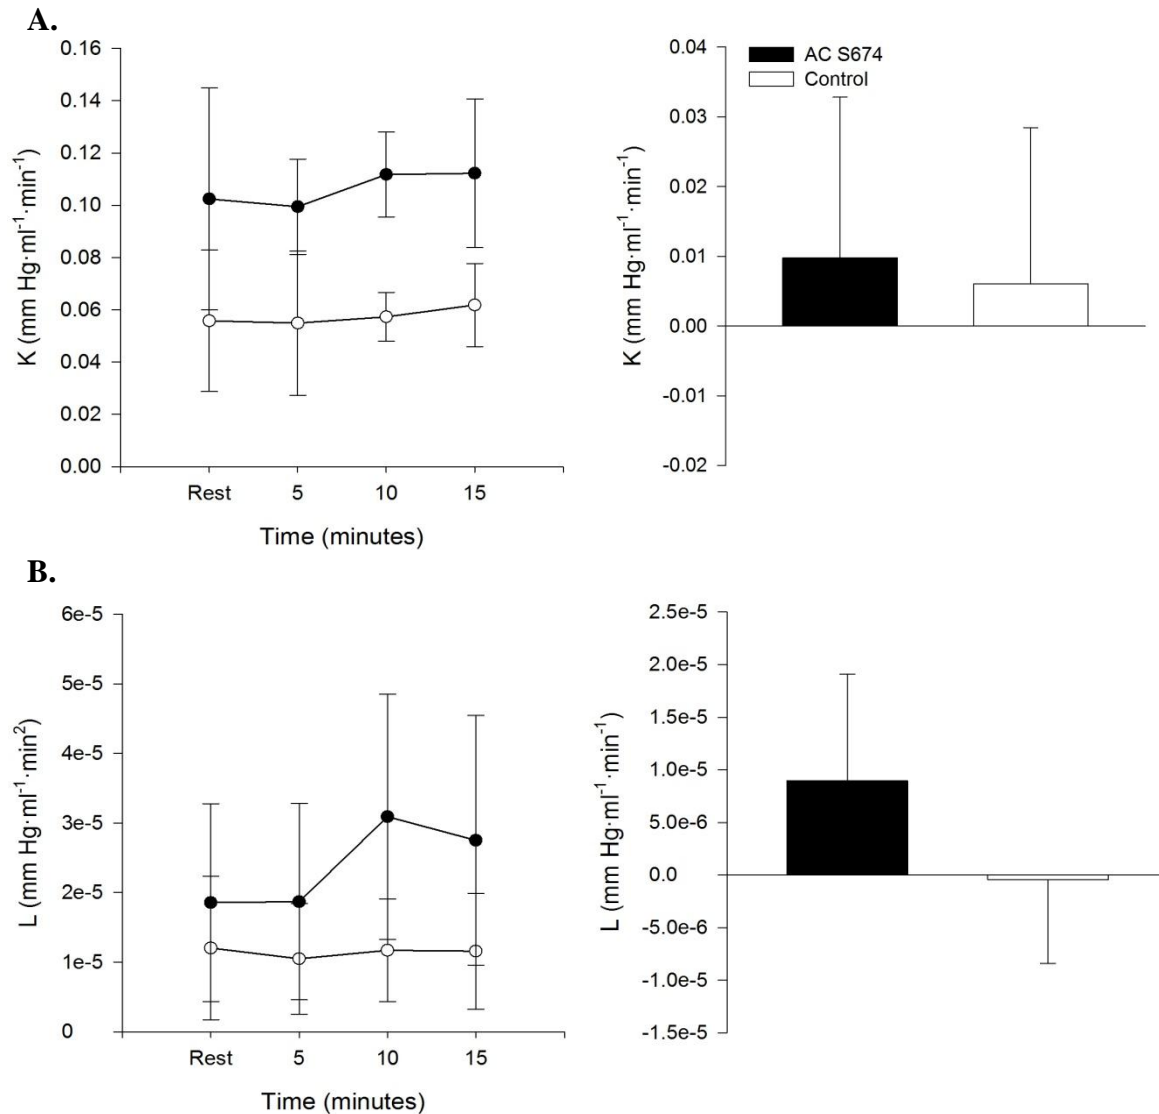 A.
0.16
0.14
0.12
0.10
0.08
0.06
0.04
0.02
0.00
K (mm Hg·ml⁻¹·min⁻¹)
Rest 5 10 15
Time (minutes)
0.04
0.03
0.02
0.01
0.00
-0.01
-0.02
K (mm Hg·ml⁻¹·min⁻¹)
AC S674
Control
B.
6e-5
5e-5
4e-5
3e-5
2e-5
1e-5
0
L (mm Hg·ml⁻¹·min²)
Rest 5 10 15
Time (minutes)
2.5e-5
2.0e-5
1.5e-5
1.0e-5
5.0e-6
0.0
-5.0e-6
-1.0e-5
-1.5e-5
L (mm Hg·ml⁻¹·min⁻¹)